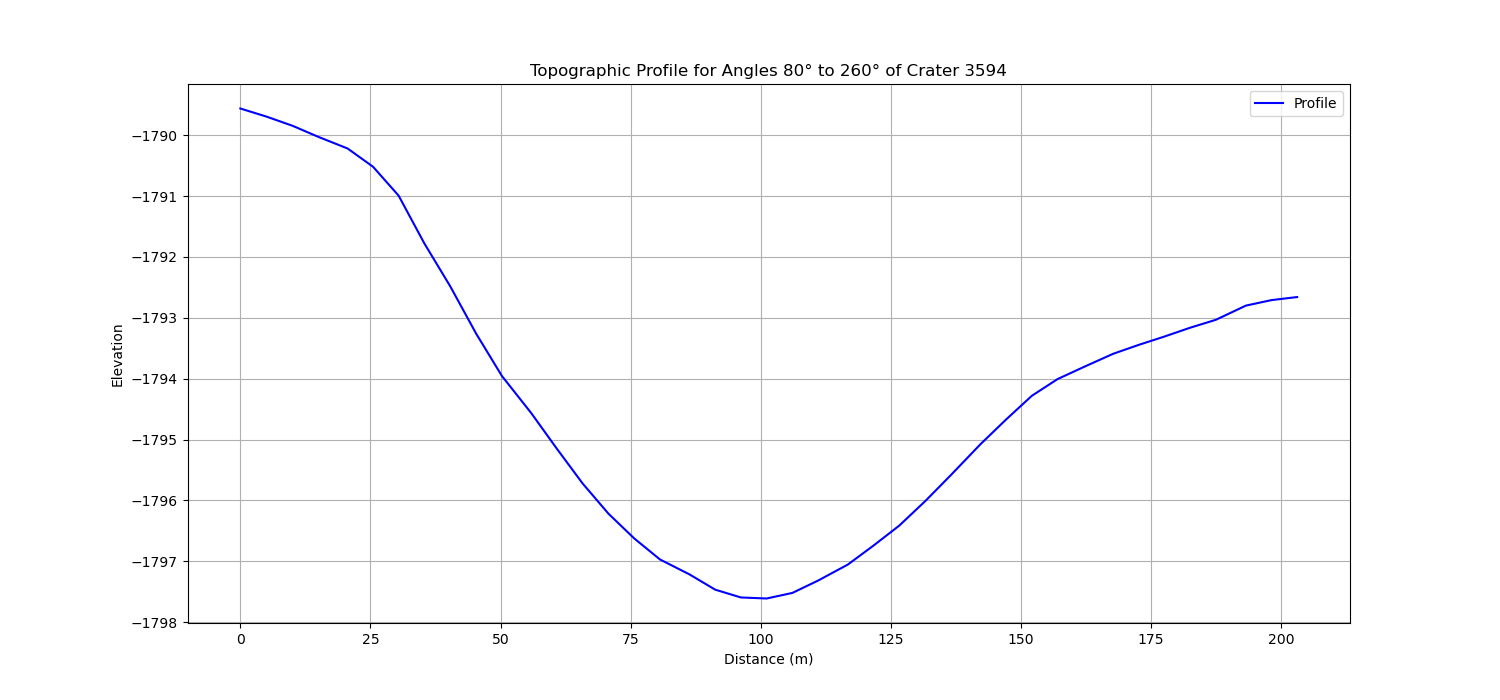 Topographic Profile for Angles 80° to 260° of Crater 3594
Profile
Elevation
−1790
−1791
−1792
−1793
−1794
−1795
−1796
−1797
−1798
0 25 50 75 100 125 150 175 200
Distance (m)